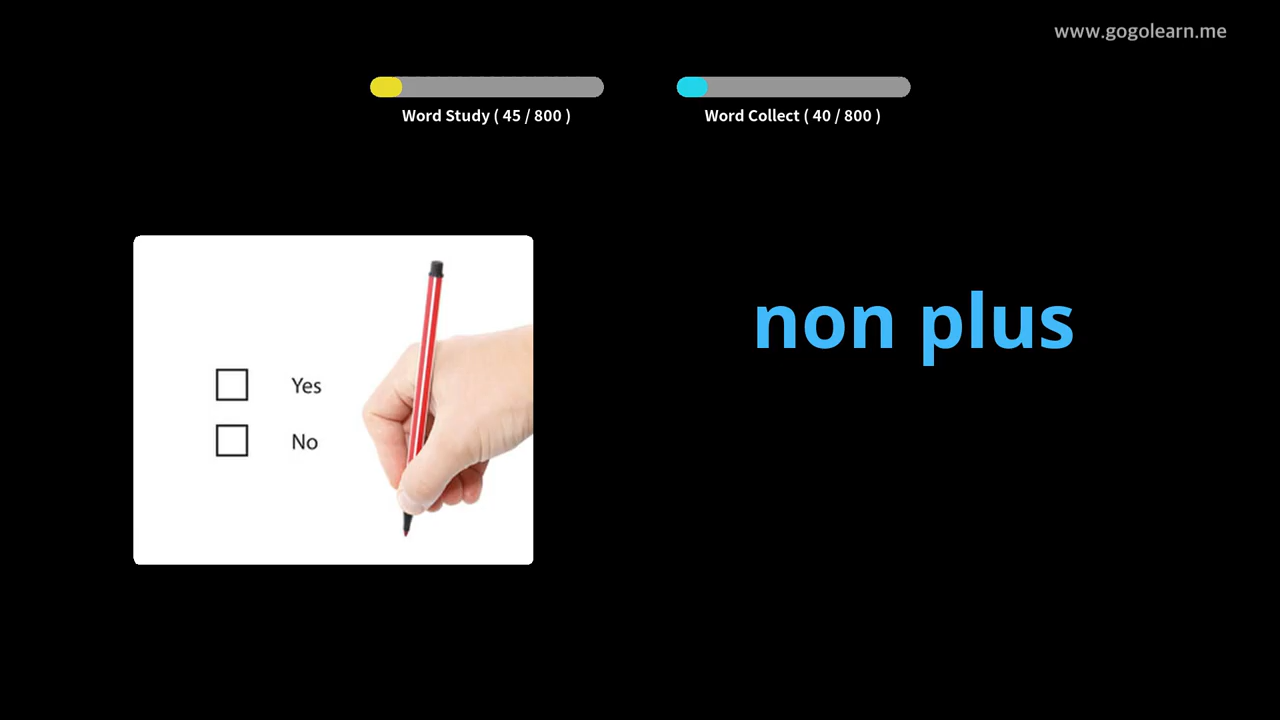 www.gogolearn.me
Word Study ( 45 / 800 )
Word Collect ( 40 / 800 )
non plus
Yes
No